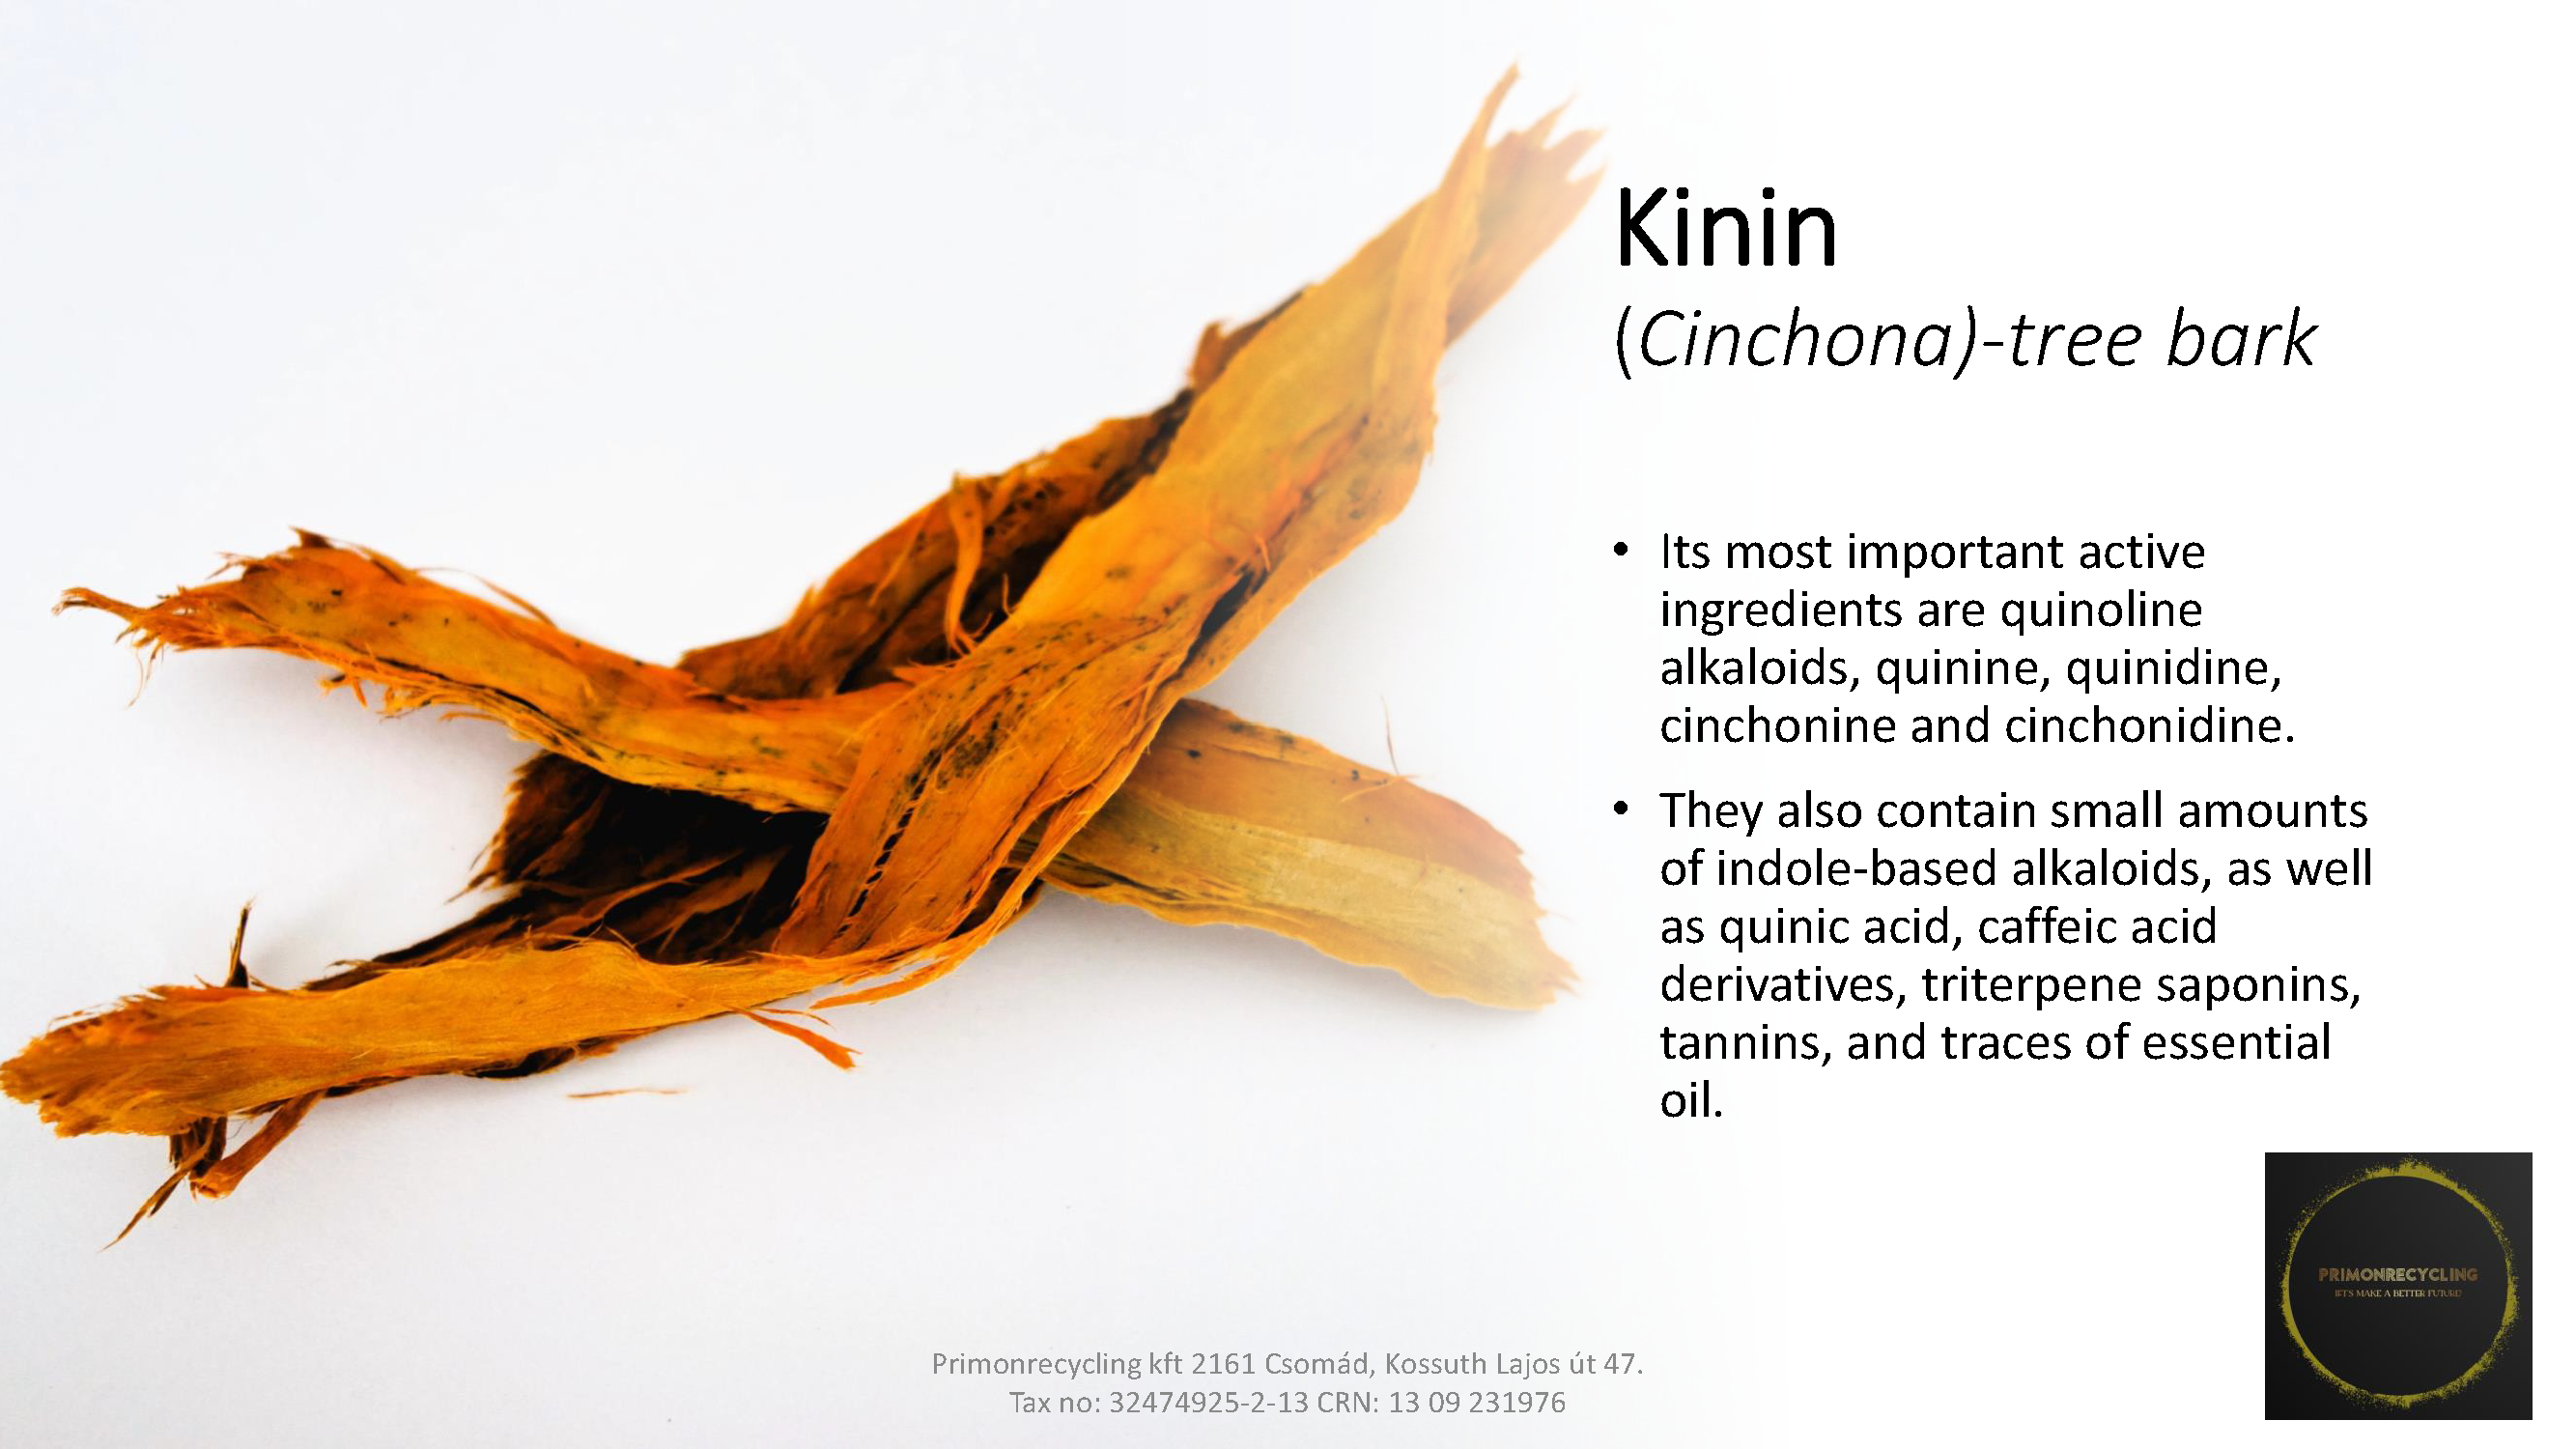 Kinin
(Cinchona)-tree bark
• Its most important active
ingredients are quinoline
alkaloids, quinine, quinidine,
cinchonine and cinchonidine.
• They also contain small amounts
of indole-based alkaloids, as well
as quinic acid, caffeic acid
derivatives, triterpene saponins,
tannins, and traces of essential
oil.
PRIMONRECYCLING
MAKE A BETTER FUTURE
Primonrecycling kft 2161 Csomád, Kossuth Lajos út 47.
Tax no: 32474925-2-13 CRN: 13 09 231976